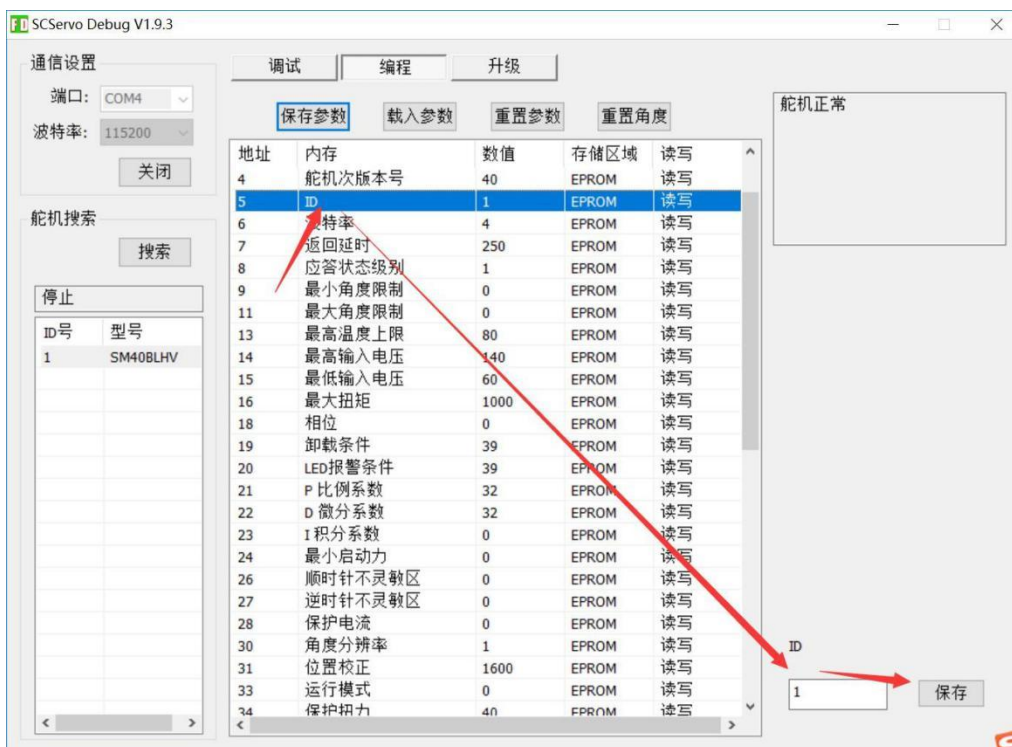 SCServo Debug V1.9.3
通信设置
端口: COM4
波特率: 115200
关闭
舵机搜索
搜索
停止
ID号 型号
1 SM40BLHV
调试 编程 升级
保存参数 载入参数 重置参数 重置角度
地址 内存 数值 存储区域 读写
4 舵机次版本号 40 EPROM 读写
5 ID 1 EPROM 读写
6 特率 4 EPROM 读写
7 返回延时 250 EPROM 读写
8 应答状态级别 1 EPROM 读写
9 最小角度限制 0 EPROM 读写
11 最大角度限制 0 EPROM 读写
13 最高温度上限 80 EPROM 读写
14 最高输入电压 140 EPROM 读写
15 最低输入电压 60 EPROM 读写
16 最大扭矩 1000 EPROM 读写
18 相位 0 EPROM 读写
19 卸载条件 39 EPROM 读写
20 LED报警条件 39 EPROM 读写
21 P 比例系数 32 EPROM 读写
22 D 微分系数 32 EPROM 读写
23 I 积分系数 0 EPROM 读写
24 最小启动力 0 EPROM 读写
26 顺时针不灵敏区 0 EPROM 读写
27 逆时针不灵敏区 0 EPROM 读写
28 保护电流 0 EPROM 读写
30 角度分辨率 1 EPROM 读写
31 位置校正 1600 EPROM 读写
33 运行模式 0 EPROM 读写
34 保护扭力 40 EPROM 读写
舵机正常
ID
1 保存